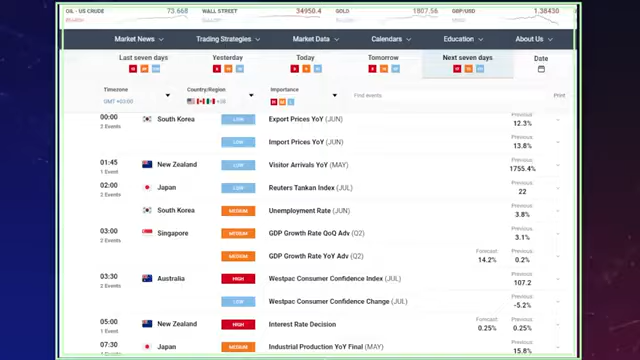 OIL - US CRUDE 73.668 WALL STREET 34950.4 GOLD 1807.56 GBP/USD 1.38430
Market News Trading Strategies Market Data Calendars Education About Us
Last seven days Yesterday Today Tomorrow Next seven days Date
Timezone Country/Region Importance
GMT +03:00 +38 Find events Print
00:00 South Korea LOW Export Prices YoY (JUN) Previous 12.3%
2 Events
LOW Import Prices YoY (JUN) Previous 13.8%
01:45 New Zealand LOW Visitor Arrivals YoY (MAY) Previous 1755.4%
1 Event
02:00 Japan LOW Reuters Tankan Index (JUL) Previous 22
2 Events
South Korea MEDIUM Unemployment Rate (JUN) Previous 3.8%
03:00 Singapore MEDIUM GDP Growth Rate QoQ Adv (Q2) Previous 3.1%
2 Events
MEDIUM GDP Growth Rate YoY Adv (Q2) Forecast 14.2% Previous 0.2%
03:30 Australia HIGH Westpac Consumer Confidence Index (JUL) Previous 107.2
2 Events
LOW Westpac Consumer Confidence Change (JUL) Previous -5.2%
05:00 New Zealand HIGH Interest Rate Decision Forecast 0.25% Previous 0.25%
1 Event
07:30 Japan MEDIUM Industrial Production YoY Final (MAY) Previous 15.8%